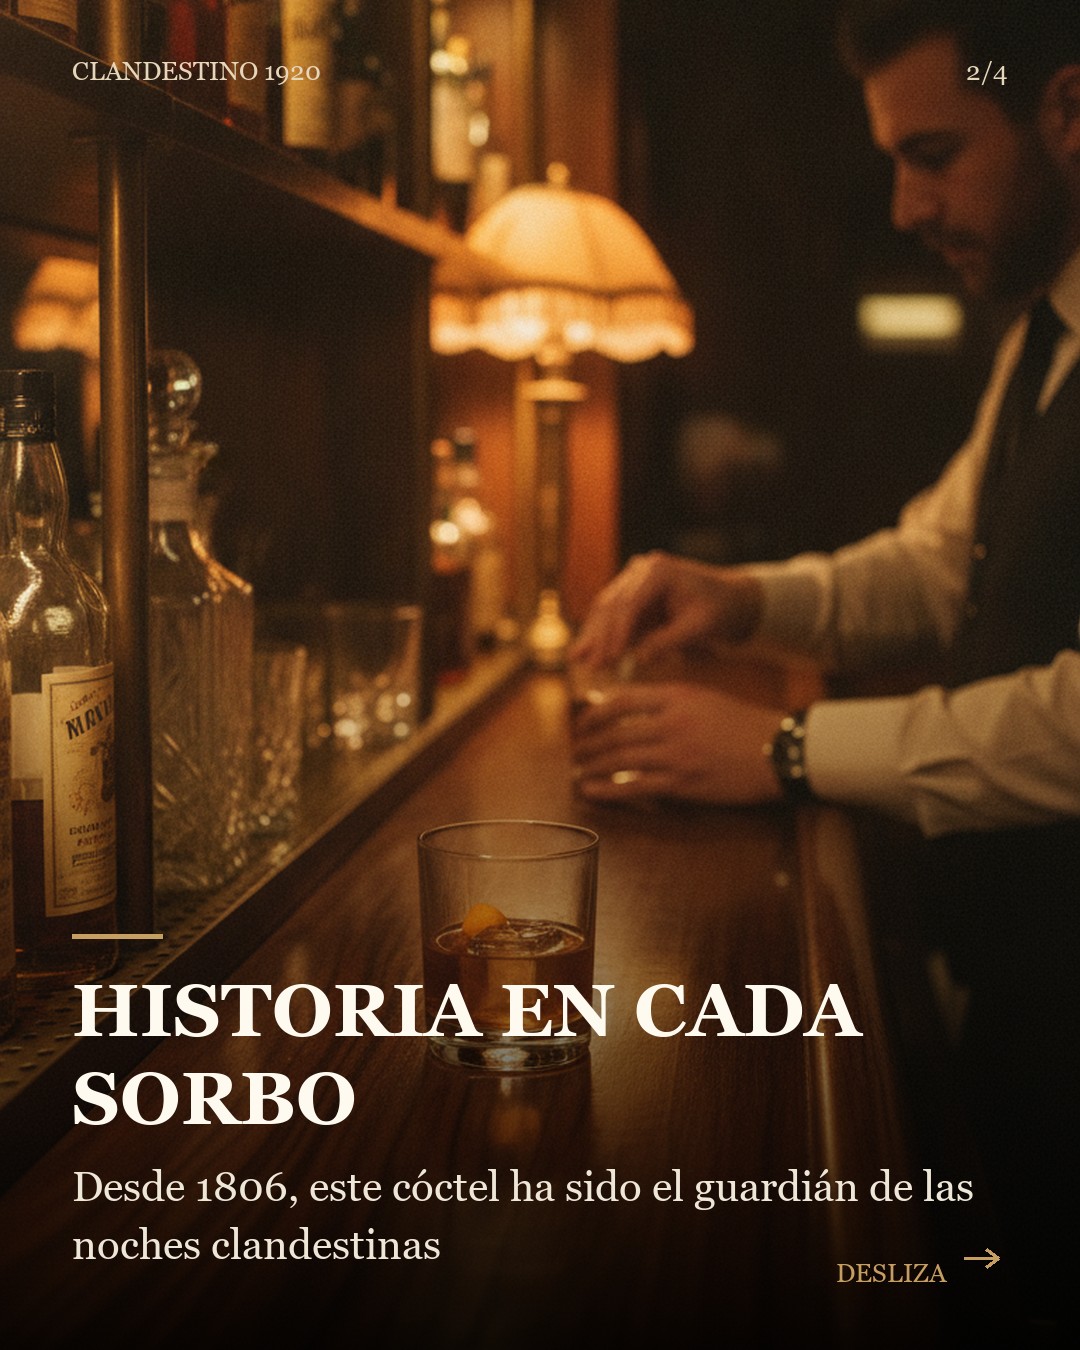 CLANDESTINO 1920
2/4
HISTORIA EN CADA
SORBO
Desde 1806, este cóctel ha sido el guardián de las
noches clandestinas
DESLIZA